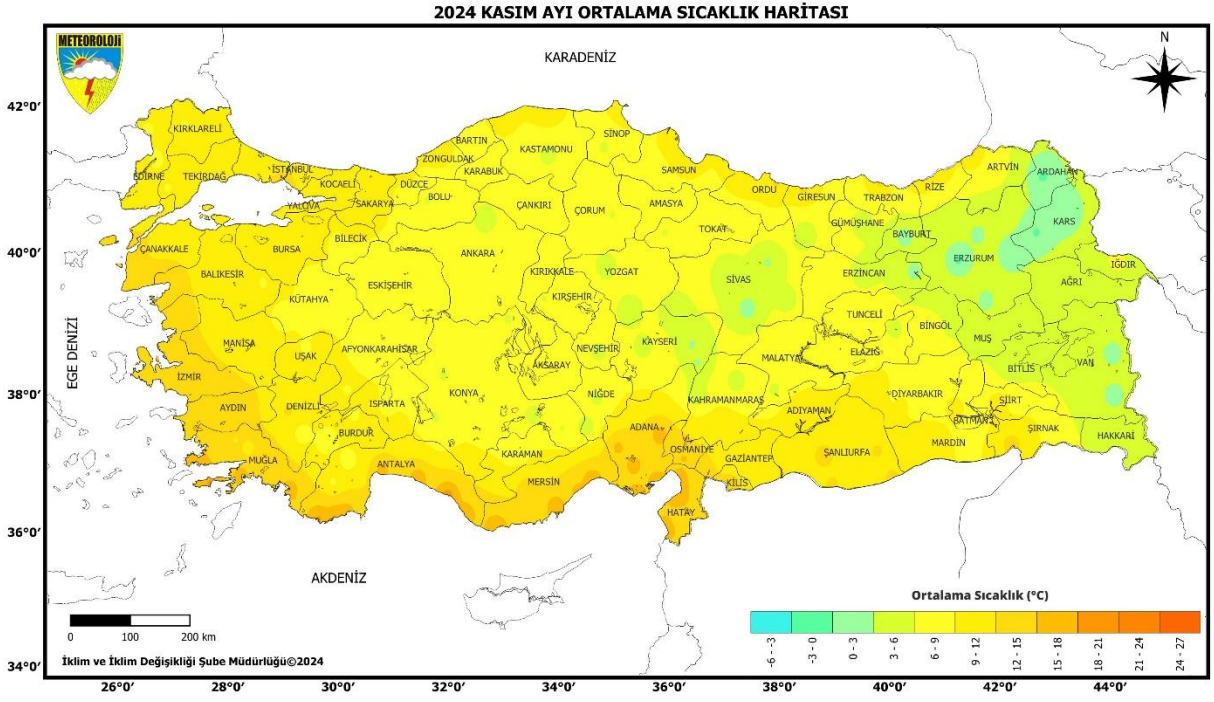 2024 KASIM AYI ORTALAMA SICAKLIK HARİTASI
METEOROLOJİ
KARADENİZ
N
42°0’
KIRKLARELİ
SİNOP
BARTIN
KASTAMONU
ZONGULDAK
İSTANBUL
KARABUK
SAMSUN
ARTVİN
ARDAHAN
EDİRNE
TEKİRDAĞ
KOCAELİ
DÜZCE
BOLU
ORDU
GİRESUN
TRABZON
RİZE
YALOVA
SAKARYA
ÇANKIRI
ÇORUM
AMASYA
TOKAT
GÜMÜŞHANE
BAYBURT
KARS
40°0’
ÇANAKKALE
BURSA
BİLECİK
ANKARA
ERZURUM
IĞDIR
BALIKESİR
ESKİŞEHİR
KIRIKKALE
YOZGAT
SİVAS
ERZİNCAN
AĞRI
KÜTAHYA
KIRŞEHİR
TUNCELİ
BİNGÖL
EGE DENİZİ
MANİSA
UŞAK
AFYONKARAHİSAR
NEVŞEHİR
KAYSERİ
MALATYA
ELAZIĞ
MUŞ
BİTLİS
VAN
38°0’
İZMİR
AKSARAY
AYDIN
DENİZLİ
ISPARTA
KONYA
NİĞDE
KAHRAMANMARAŞ
ADIYAMAN
DİYARBAKIR
BATMAN
SİİRT
BURDUR
ADANA
OSMANİYE
ŞIRNAK
HAKKARİ
MUĞLA
ANTALYA
KARAMAN
GAZİANTEP
ŞANLIURFA
MARDİN
MERSİN
KİLİS
HATAY
36°0’
AKDENİZ
Ortalama Sıcaklık (°C)
-6 - -3
-3 - 0
0 - 3
3 - 6
6 - 9
9 - 12
12 - 15
15 - 18
18 - 21
21 - 24
24 - 27
0 100 200 km
İklim ve İklim Değişikliği Şube Müdürlüğü©2024
34°0’
26°0’ 28°0’ 30°0’ 32°0’ 34°0’ 36°0’ 38°0’ 40°0’ 42°0’ 44°0’